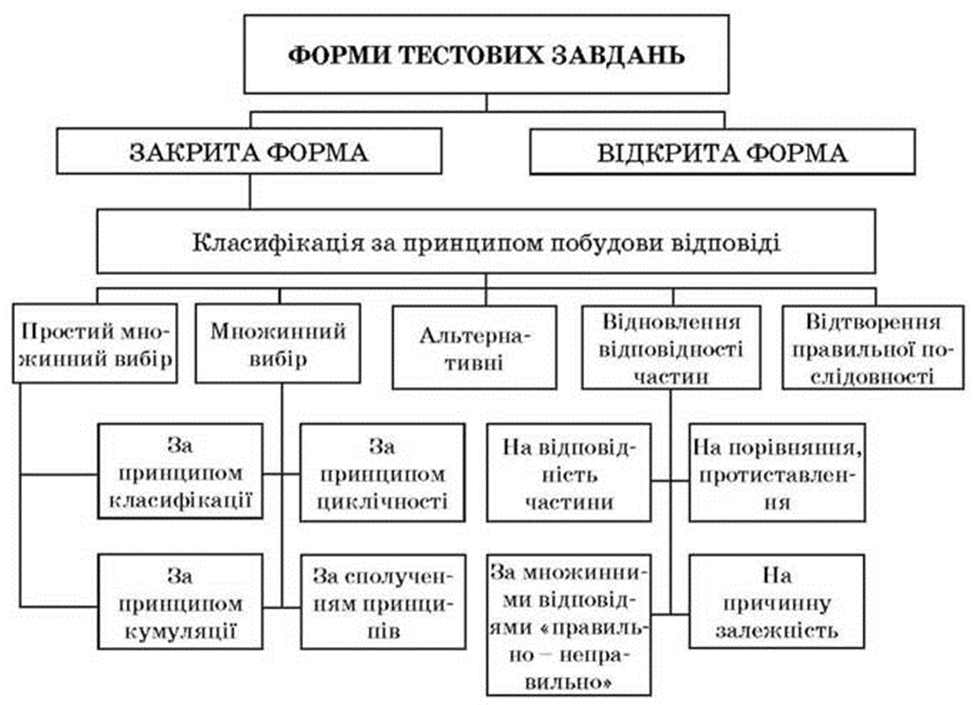 ФОРМИ ТЕСТОВИХ ЗАВДАНЬ
ЗАКРИТА ФОРМА
ВІДКРИТА ФОРМА
Класифікація за принципом побудови відповіді
Простий мно-
жинний вибір
Множинний
вибір
Альтерна-
тивні
Відновлення
відповідності
частин
Відтворення
правильної по-
слідовності
За
принципом
класифікації
За
принципом
циклічності
На відповід-
ність
частини
На порівняння,
протиставлен-
ня
За
принципом
кумуляції
За сполучен-
ням принци-
пів
За множинни-
ми відповід-
ями «правиль-
но – непра-
вильно»
На
причинну
залежність